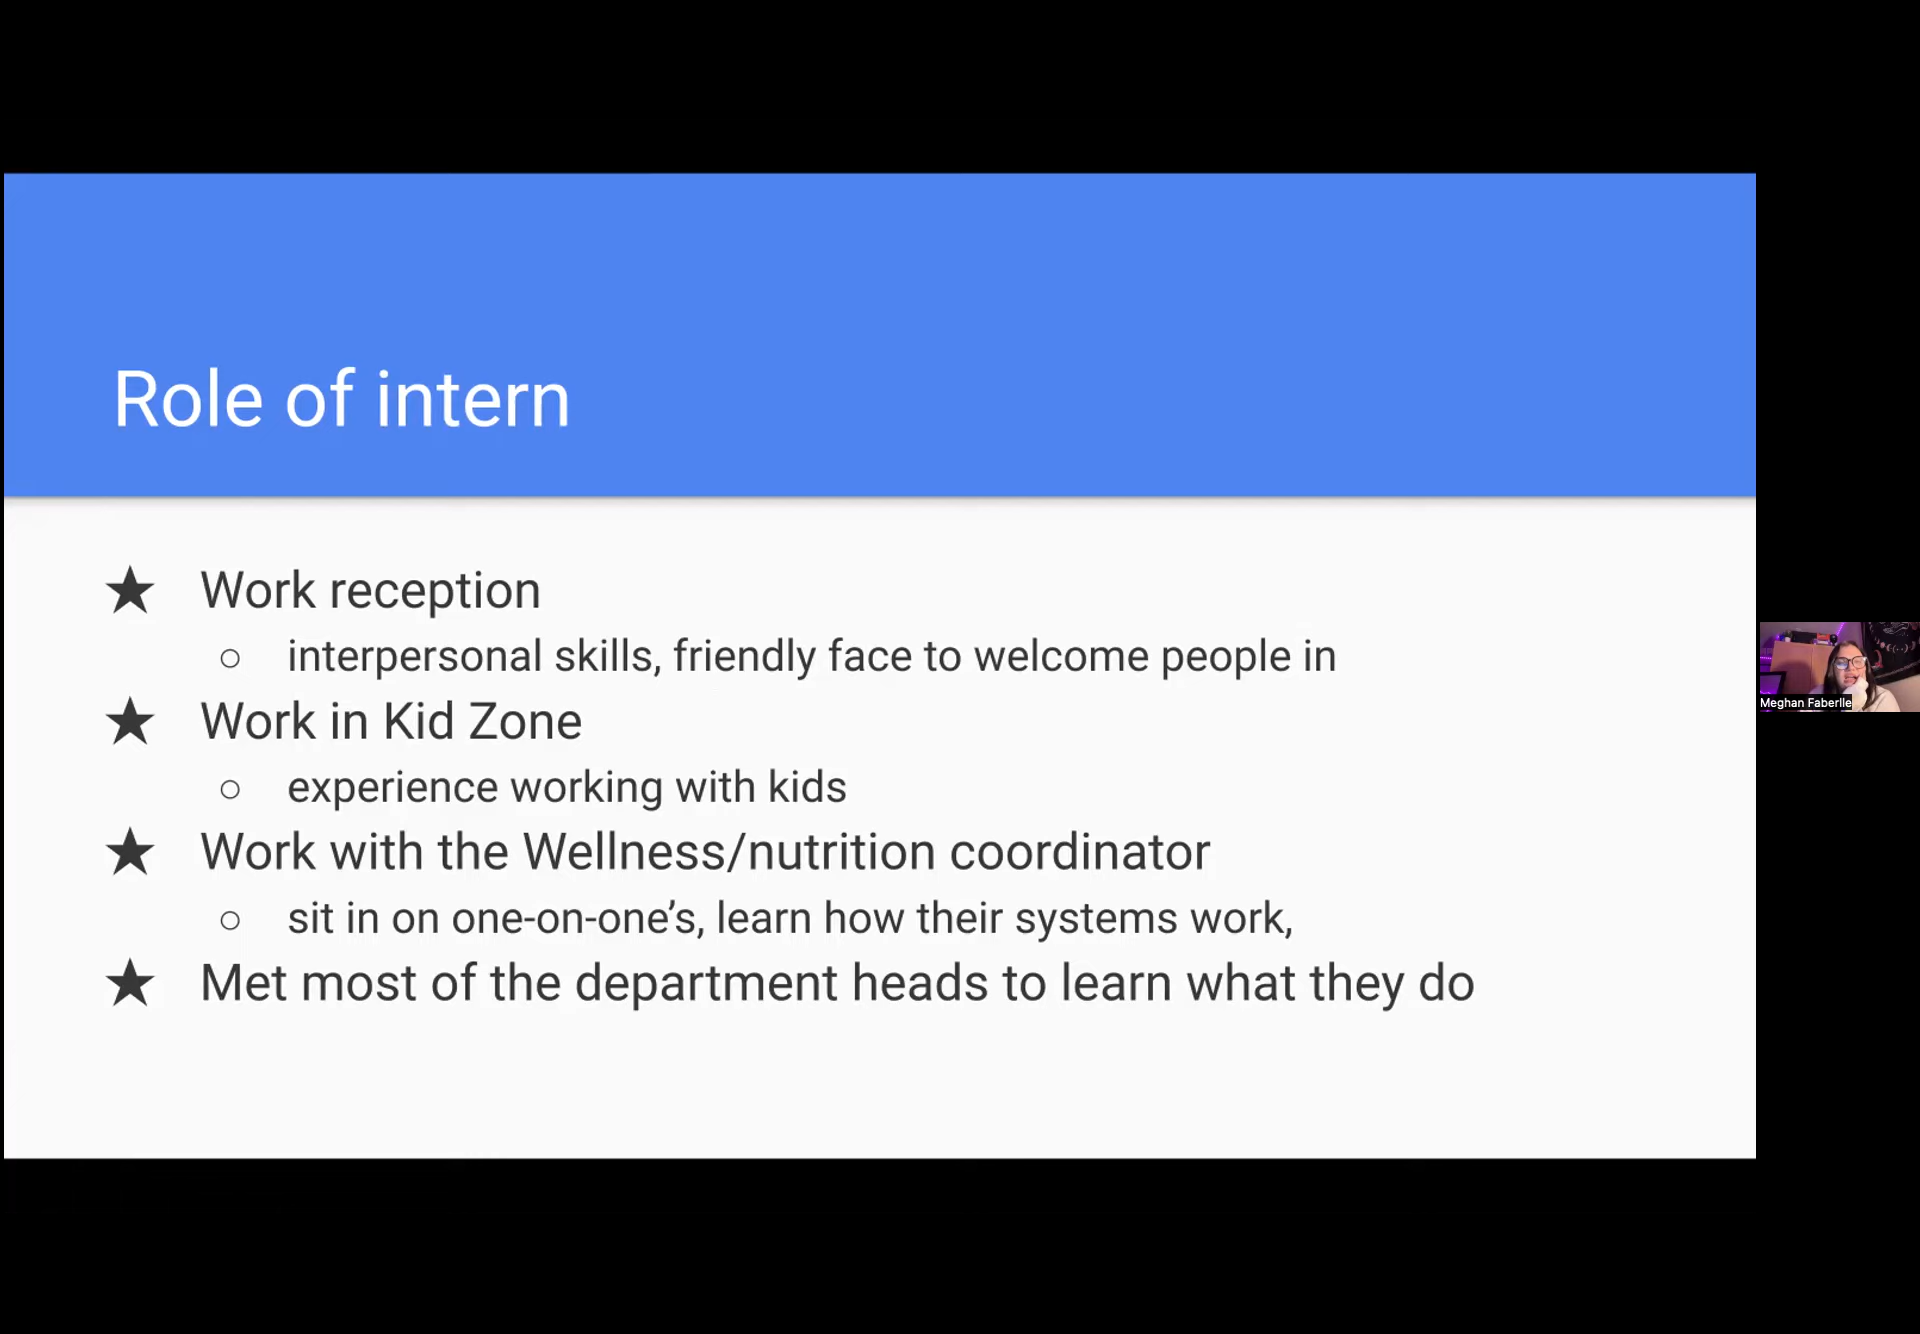 Role of intern
★ Work reception
○ interpersonal skills, friendly face to welcome people in
★ Work in Kid Zone
○ experience working with kids
★ Work with the Wellness/nutrition coordinator
○ sit in on one-on-one’s, learn how their systems work,
★ Met most of the department heads to learn what they do
Meghan Faberlle